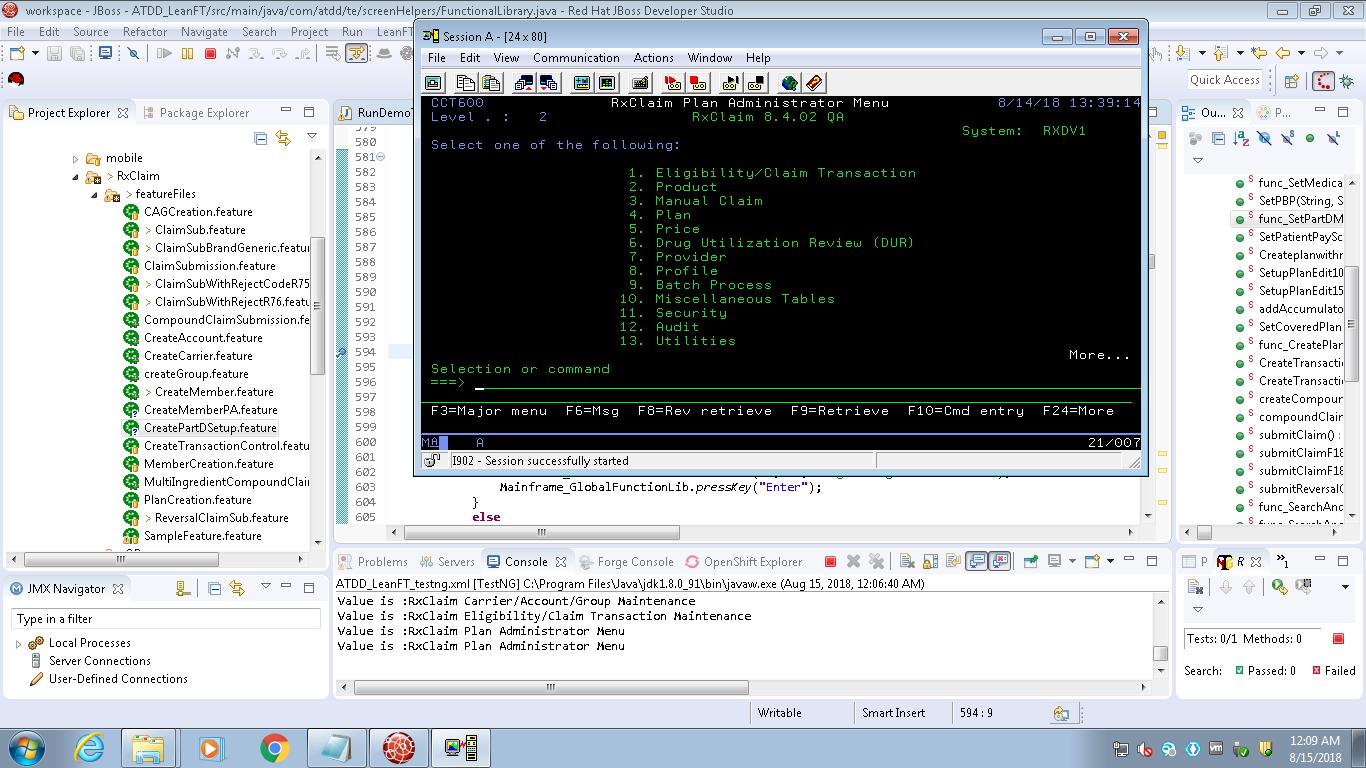 workspace - JBoss - ATDD_LeanFT/src/main/java/com/atdd/te/screenHelpers/FunctionalLibrary.java - Red Hat JBoss Developer Studio
File Edit Source Refactor Navigate Search Project Run LeanFT
Quick Access
Project Explorer
Package Explorer
mobile
> RxClaim
> featureFiles
CAGCreation.feature
> ClaimSub.feature
> ClaimSubBrandGeneric.featu
ClaimSubmission.feature
> ClaimSubWithRejectCodeR75
> ClaimSubWithRejectR76.featu
CompoundClaimSubmission.fe
CreateAccount.feature
CreateCarrier.feature
createGroup.feature
> CreateMember.feature
CreateMemberPA.feature
CreatePartDSetup.feature
CreateTransactionControl.featu
MemberCreation.feature
MultiIngredientCompoundClai
PlanCreation.feature
> ReversalClaimSub.feature
SampleFeature.feature
JMX Navigator
Type in a filter
Local Processes
Server Connections
User-Defined Connections
RunDemoT
579
580
581
582
583
584
585
586
587
588
589
590
591
592
593
594
595
596
597
598
599
600
601
602
603
604
605
Mainframe_GlobalFunctionLib.pressKey("Enter");
}
else
Session A - [24 x 80]
File Edit View Communication Actions Window Help
CCT600 RxClaim Plan Administrator Menu 8/14/18 13:39:14
Level . : 2 RxClaim 8.4.02 QA
System: RXDV1
Select one of the following:
1. Eligibility/Claim Transaction
2. Product
3. Manual Claim
4. Plan
5. Price
6. Drug Utilization Review (DUR)
7. Provider
8. Profile
9. Batch Process
10. Miscellaneous Tables
11. Security
12. Audit
13. Utilities
More...
Selection or command
===>
F3=Major menu F6=Msg F8=Rev retrieve F9=Retrieve F10=Cmd entry F24=More
MA A 21/007
I902 - Session successfully started
Ou...
P...
func_SetMedica
SetPBP(String, S
func_SetPartDM
SetPatientPaySc
Createplanwithr
SetupPlanEdit10
SetupPlanEdit15
addAccumulato
SetCoveredPlan
func_CreatePlan
CreateTransacti
CreateTransacti
createCompour
compoundClain
submitClaim() :
submitClaimF18
submitClaimF18
submitReversalC
func_SearchAnc
Problems Servers Console Forge Console OpenShift Explorer
ATDD_LeanFT_testng.xml [TestNG] C:\Program Files\Java\jdk1.8.0_91\bin\javaw.exe (Aug 15, 2018, 12:06:40 AM)
Value is :RxClaim Carrier/Account/Group Maintenance
Value is :RxClaim Eligibility/Claim Transaction Maintenance
Value is :RxClaim Plan Administrator Menu
Value is :RxClaim Plan Administrator Menu
P
R
Tests: 0/1 Methods: 0
Search: Passed: 0 Failed
Writable Smart Insert 594 : 9
12:09 AM
8/15/2018